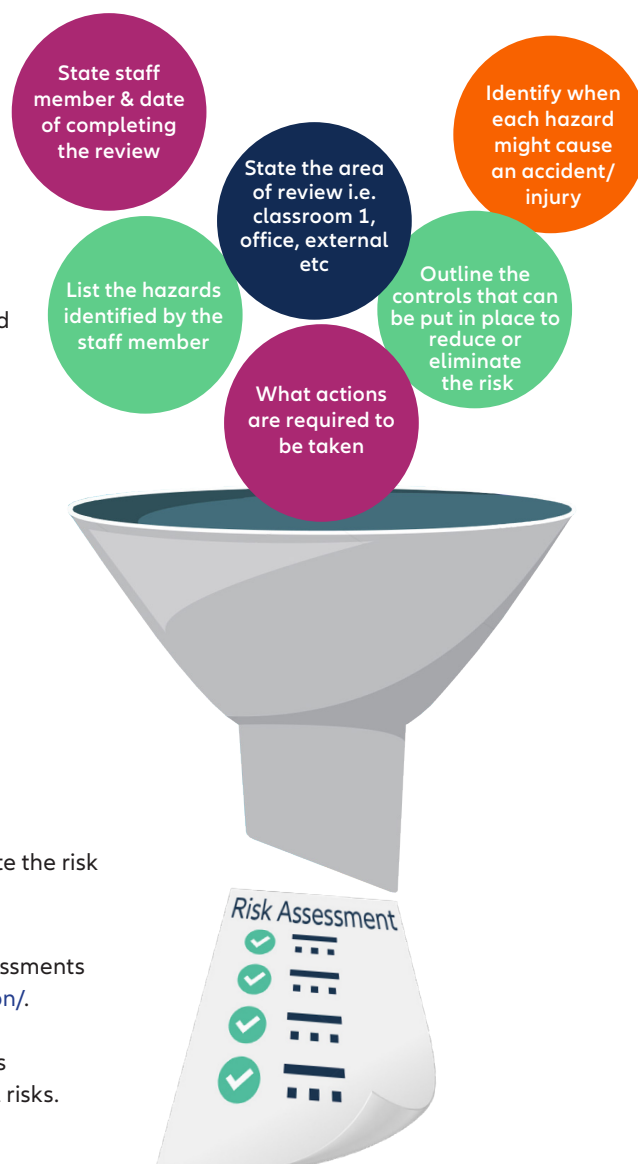 State staff
member & date
of completing
the review
Identify when
each hazard
might cause
an accident/
injury
State the area
of review i.e.
classroom 1,
office, external
etc
List the hazards
identified by the
staff member
Outline the
controls that can
be put in place to
reduce or
eliminate
the risk
What actions
are required to
be taken
d
te the risk
essments
on/.
s
risks.
Risk Assessment